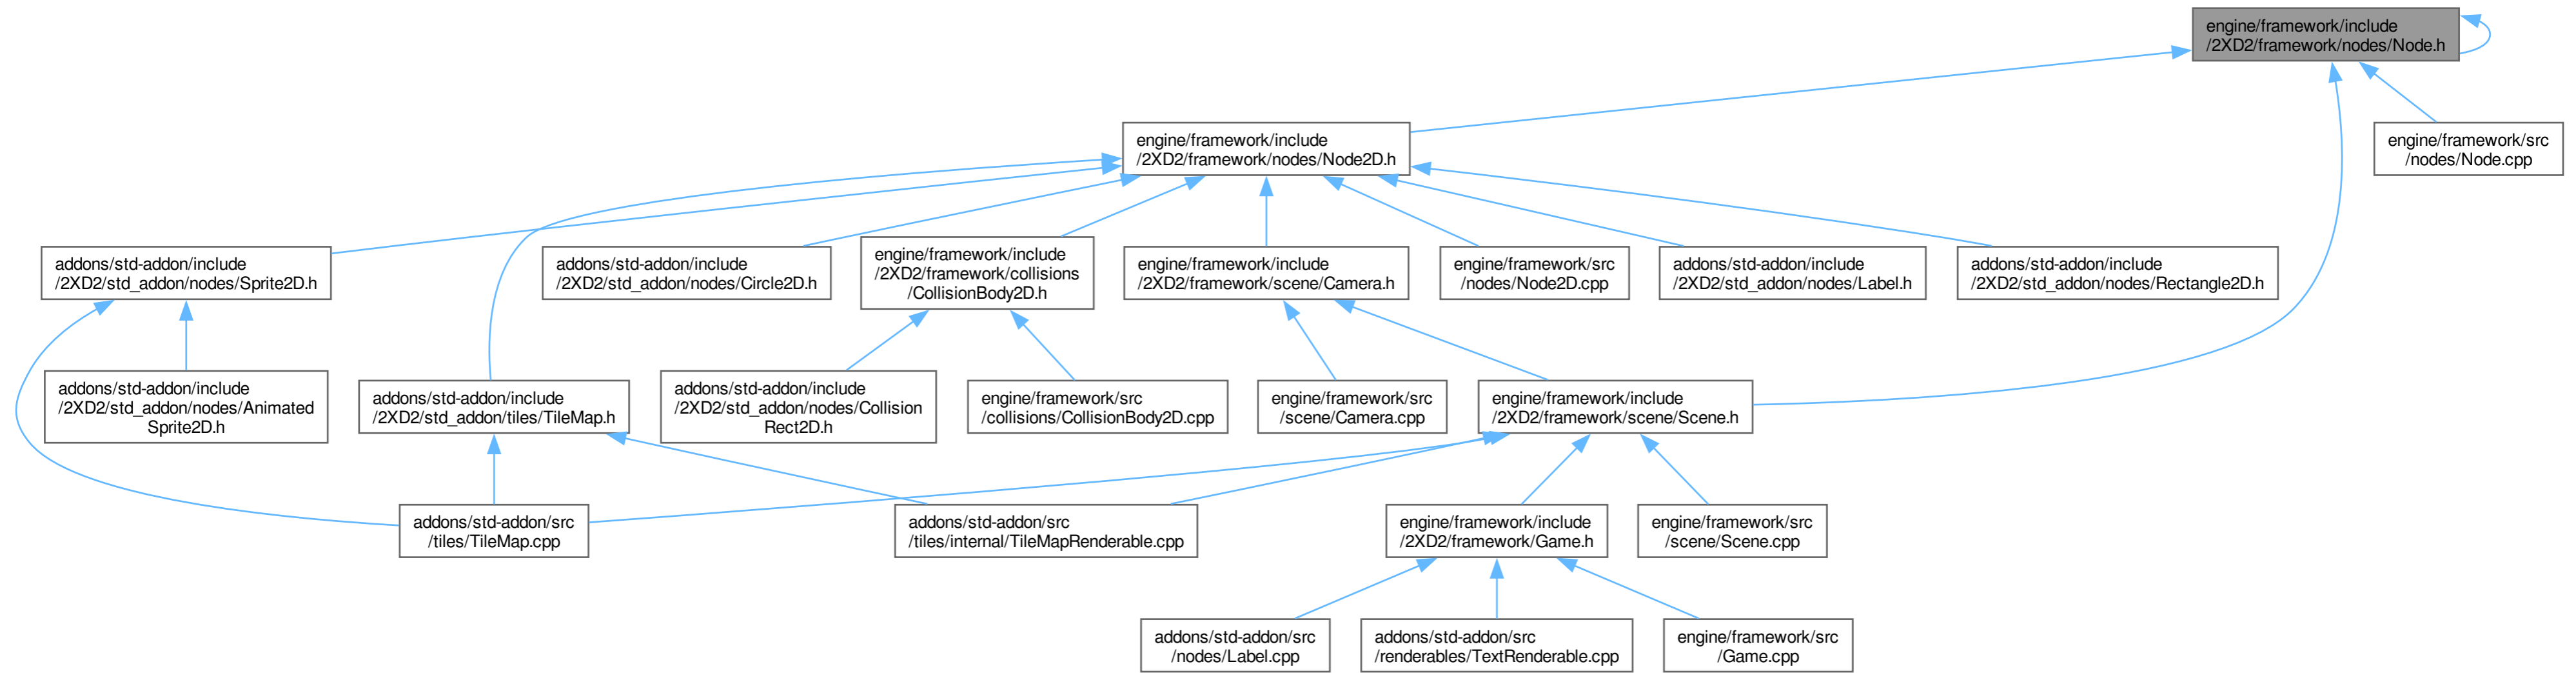 engine/framework/include
/2XD2/framework/nodes/Node.h
engine/framework/include
/2XD2/framework/nodes/Node2D.h
engine/framework/src
/nodes/Node.cpp
addons/std-addon/include
/2XD2/std_addon/nodes/Sprite2D.h
addons/std-addon/include
/2XD2/std_addon/nodes/Circle2D.h
engine/framework/include
/2XD2/framework/collisions
/CollisionBody2D.h
engine/framework/include
/2XD2/framework/scene/Camera.h
engine/framework/src
/nodes/Node2D.cpp
addons/std-addon/include
/2XD2/std_addon/nodes/Label.h
addons/std-addon/include
/2XD2/std_addon/nodes/Rectangle2D.h
addons/std-addon/include
/2XD2/std_addon/nodes/Animated
Sprite2D.h
addons/std-addon/include
/2XD2/std_addon/tiles/TileMap.h
addons/std-addon/include
/2XD2/std_addon/nodes/Collision
Rect2D.h
engine/framework/src
/collisions/CollisionBody2D.cpp
engine/framework/src
/scene/Camera.cpp
engine/framework/include
/2XD2/framework/scene/Scene.h
addons/std-addon/src
/tiles/TileMap.cpp
addons/std-addon/src
/tiles/internal/TileMapRenderable.cpp
engine/framework/include
/2XD2/framework/Game.h
engine/framework/src
/scene/Scene.cpp
addons/std-addon/src
/nodes/Label.cpp
addons/std-addon/src
/renderables/TextRenderable.cpp
engine/framework/src
/Game.cpp